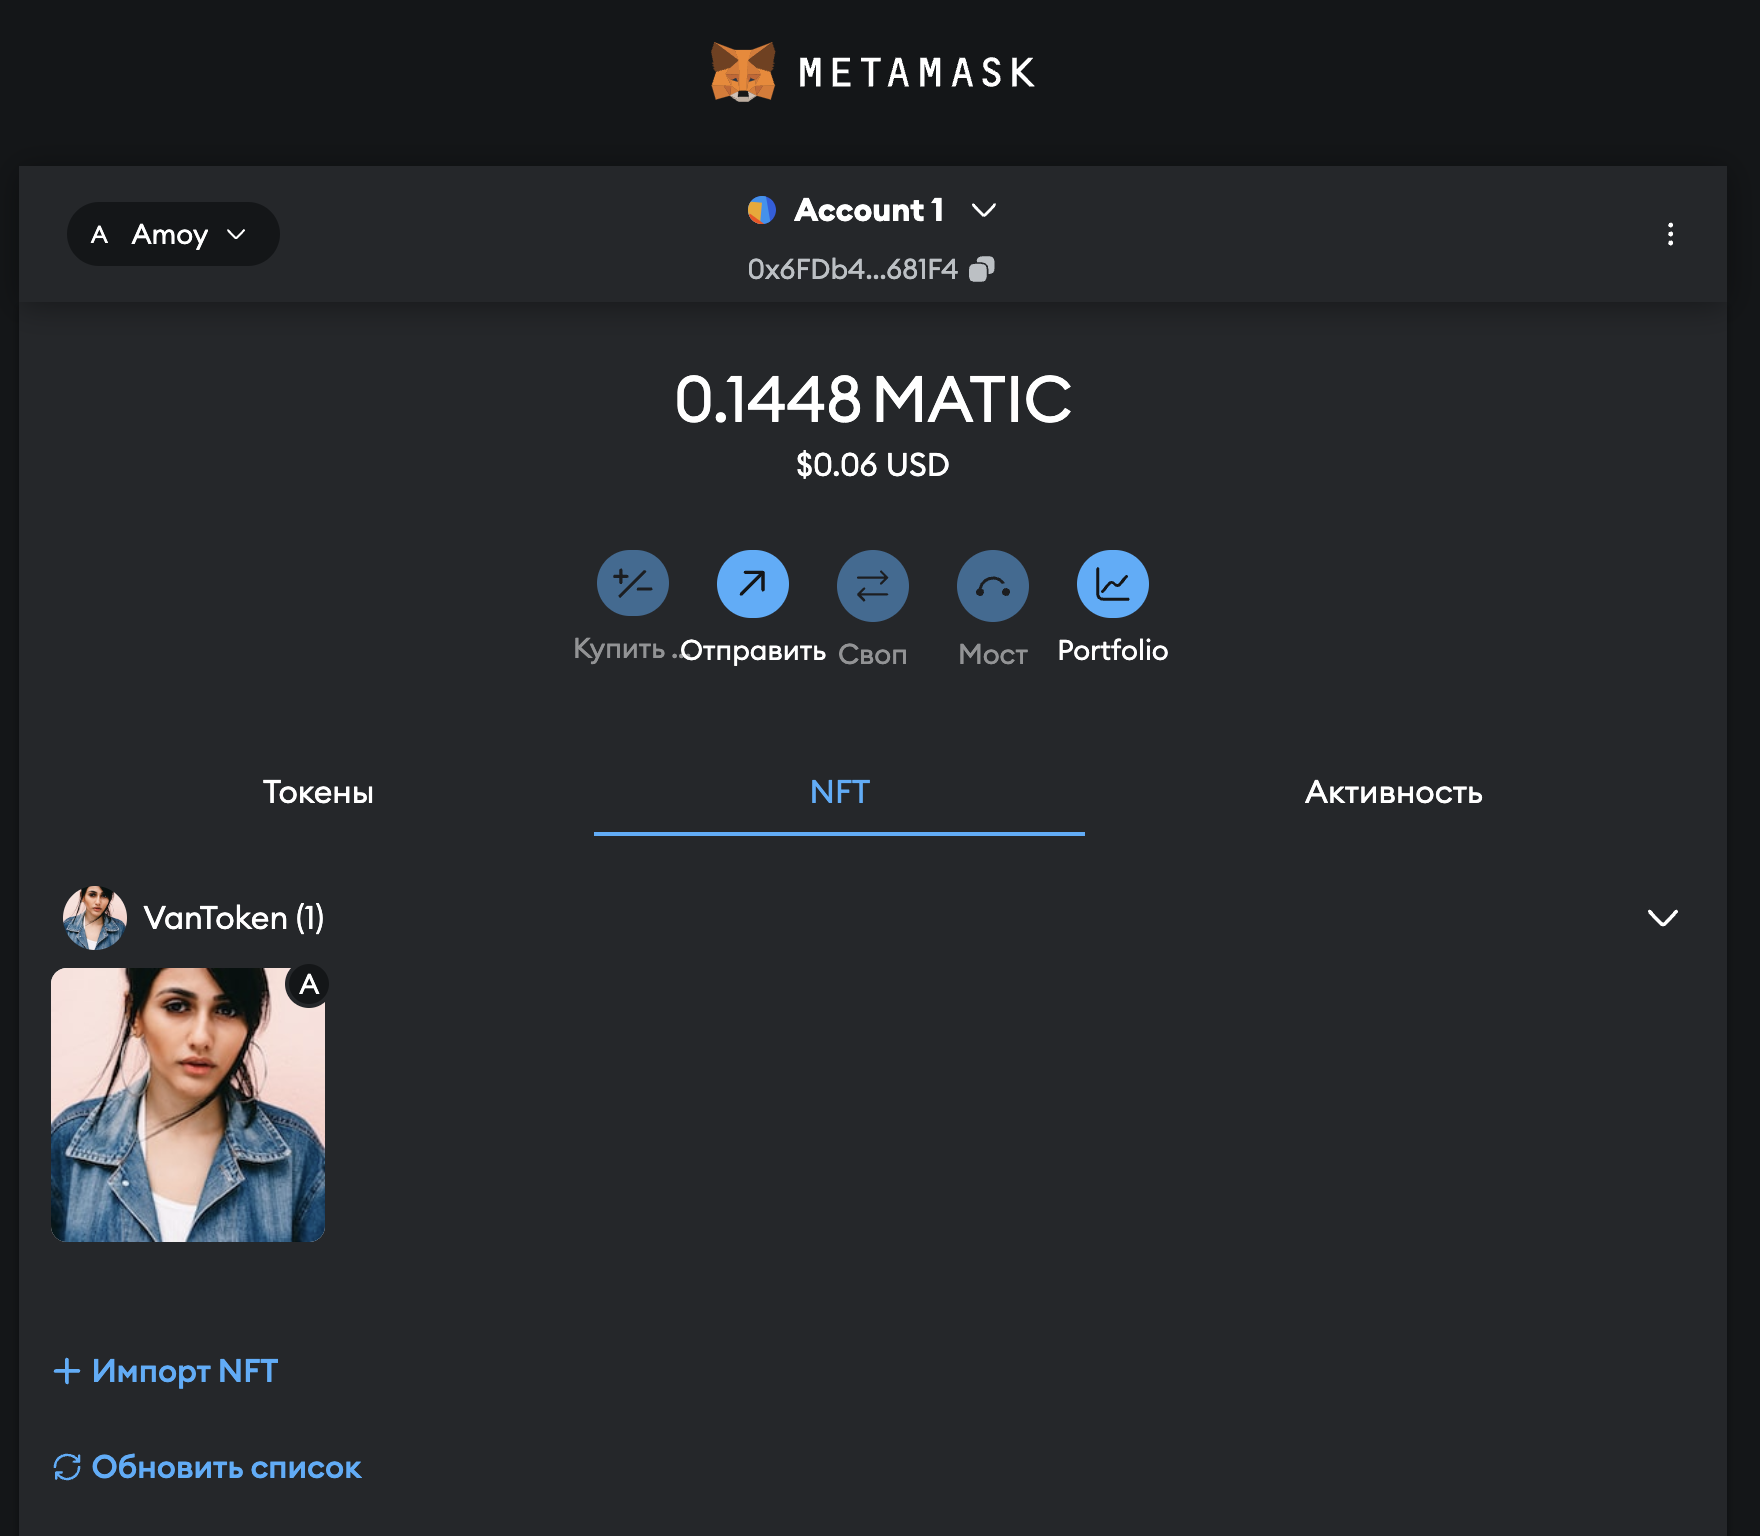 METAMASK
A Amoy
Account 1
0x6FDb4...681F4
0.1448 MATIC
$0.06 USD
Купить ...
Отправить
Своп
Мост
Portfolio
Токены
NFT
Активность
VanToken (1)
A
Импорт NFT
Обновить список